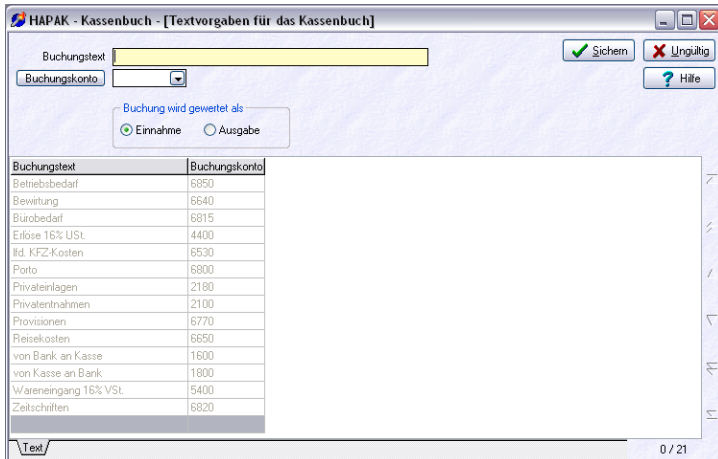 HAPAK - Kassenbuch - [Textvorgaben für das Kassenbuch]
Buchungstext
Sichern
Ungültig
Buchungskonto
Hilfe
Buchung wird gewertet als
Einnahme Ausgabe
Buchungstext Buchungskonto
Betriebsbedarf 6850
Bewirtung 6640
Bürobedarf 6815
Erlöse 16% USt. 4400
lfd. KFZ-Kosten 6530
Porto 6800
Privateinlagen 2180
Privatentnahmen 2100
Provisionen 6770
Reisekosten 6650
von Bank an Kasse 1600
von Kasse an Bank 1800
Wareneingang 16% VSt. 5400
Zeitschriften 6820
Text
0 / 21